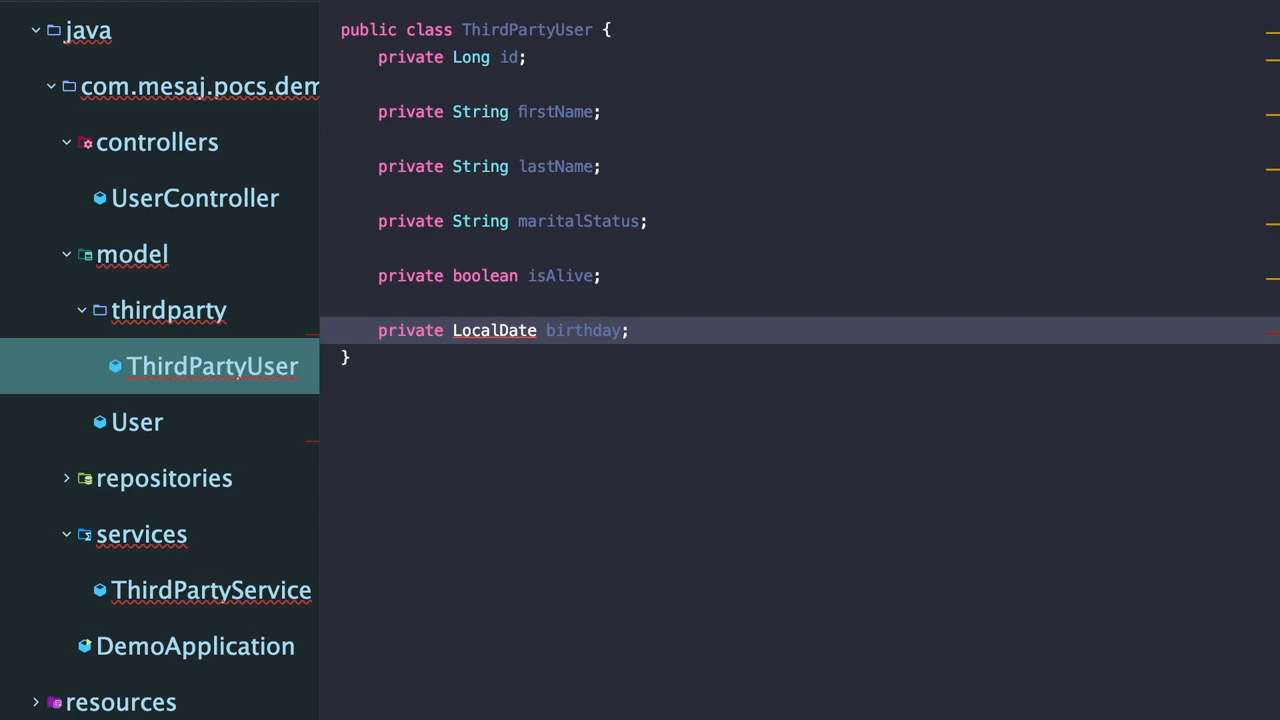 java
com.mesaj.pocs.dem
controllers
UserController
model
thirdparty
ThirdPartyUser
User
repositories
services
ThirdPartyService
DemoApplication
resources
public class ThirdPartyUser {
private Long id;
private String firstName;
private String lastName;
private String maritalStatus;
private boolean isAlive;
private LocalDate birthday;
}